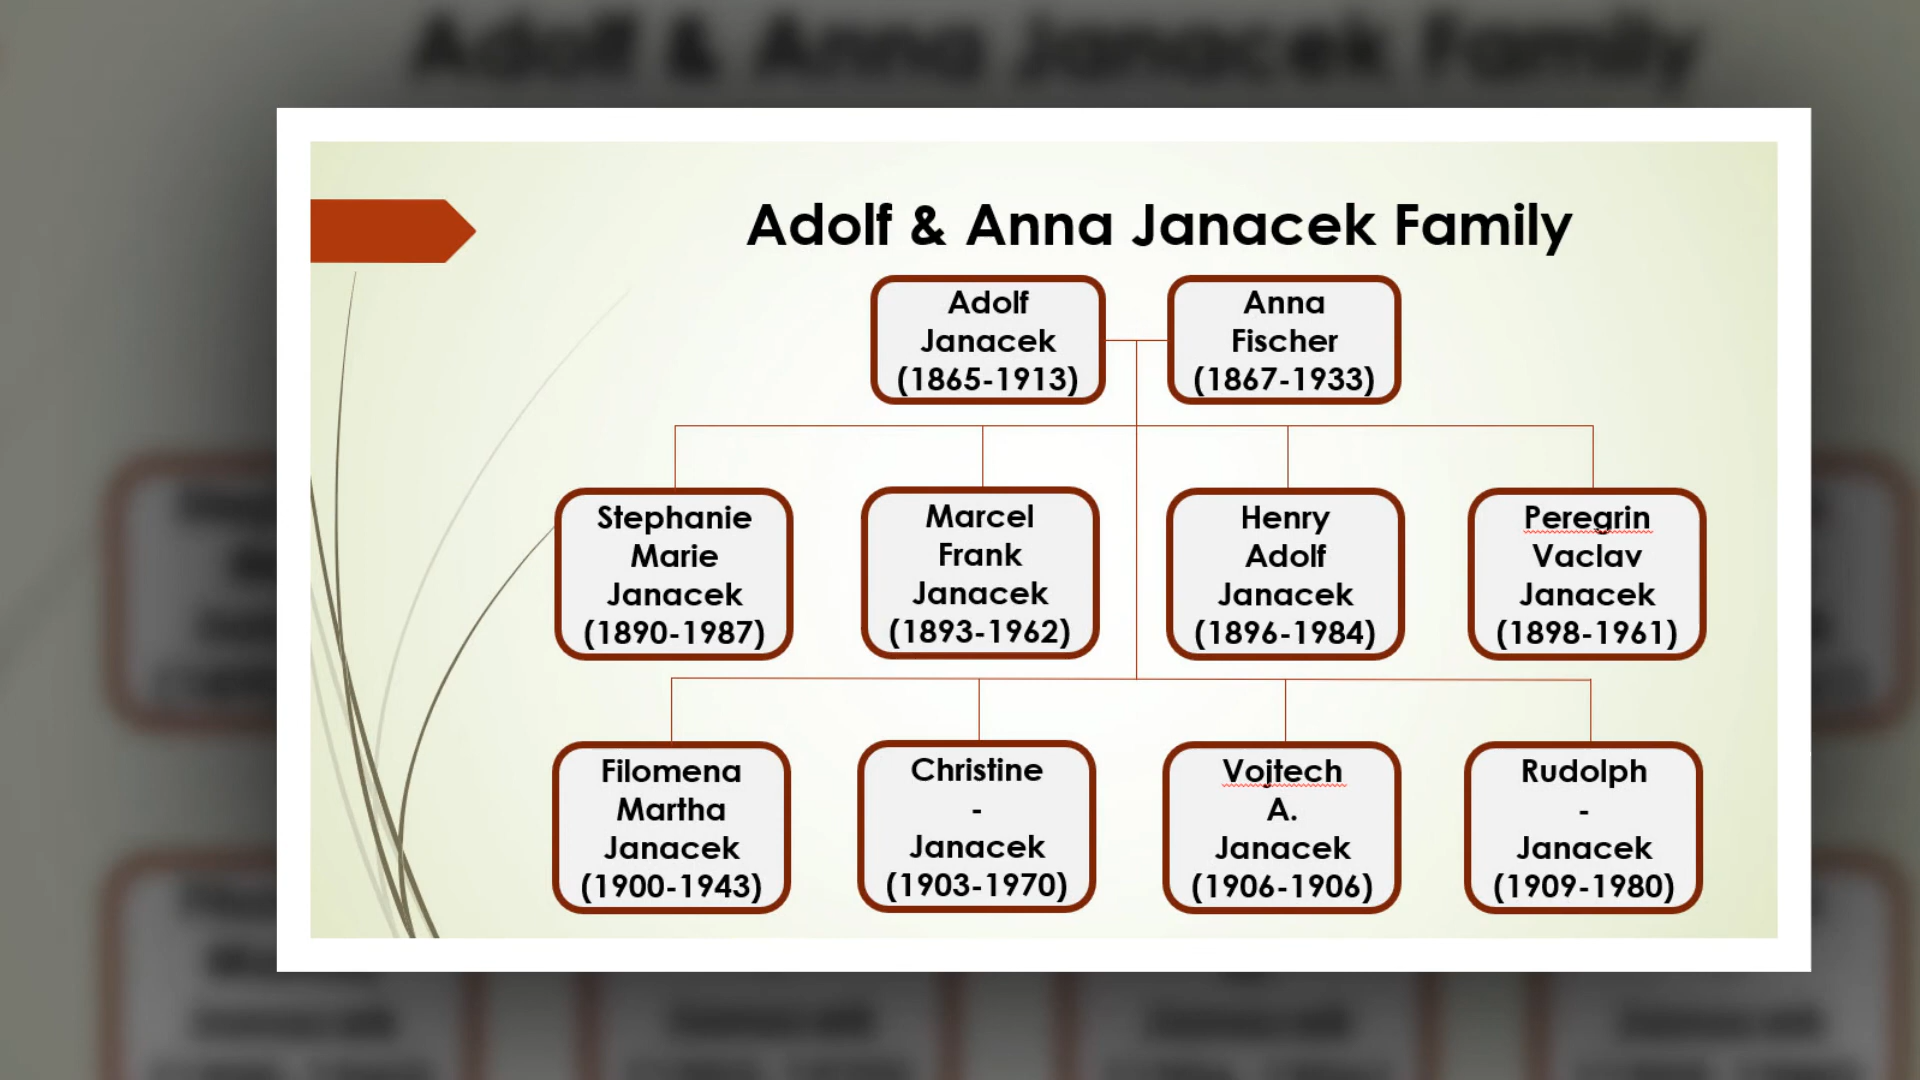 Adolf & Anna Janacek Family
Adolf
Janacek
(1865-1913)
Anna
Fischer
(1867-1933)
Stephanie
Marie
Janacek
(1890-1987)
Marcel
Frank
Janacek
(1893-1962)
Henry
Adolf
Janacek
(1896-1984)
Peregrin
Vaclav
Janacek
(1898-1961)
Filomena
Martha
Janacek
(1900-1943)
Christine
-
Janacek
(1903-1970)
Vojtech
A.
Janacek
(1906-1906)
Rudolph
-
Janacek
(1909-1980)